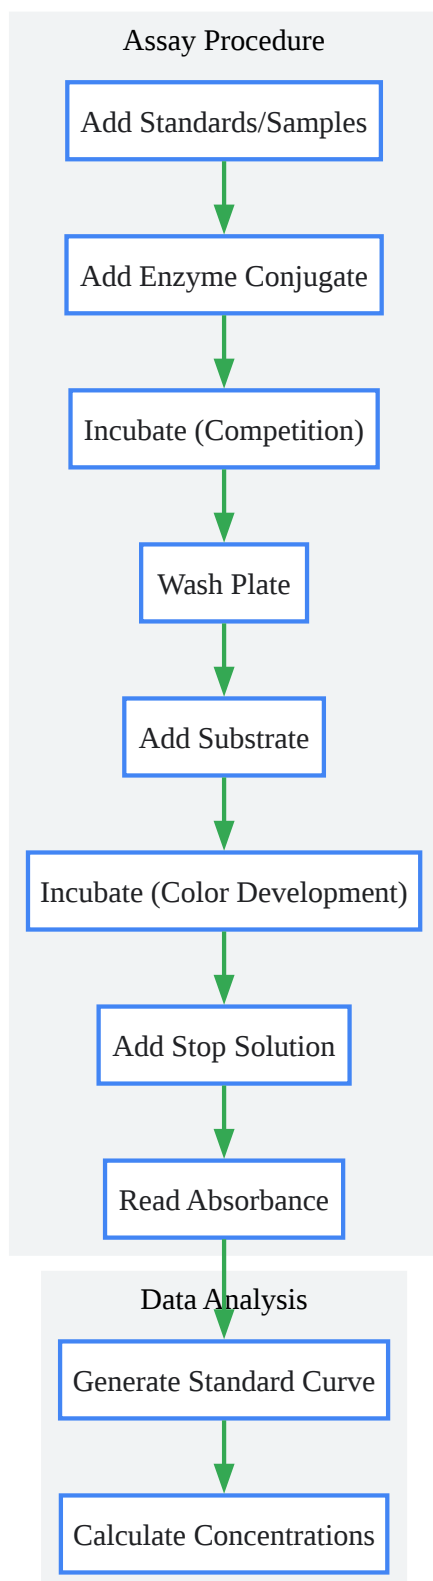 Assay Procedure
Add Standards/Samples
Add Enzyme Conjugate
Incubate (Competition)
Wash Plate
Add Substrate
Incubate (Color Development)
Add Stop Solution
Read Absorbance
Data Analysis
Generate Standard Curve
Calculate Concentrations